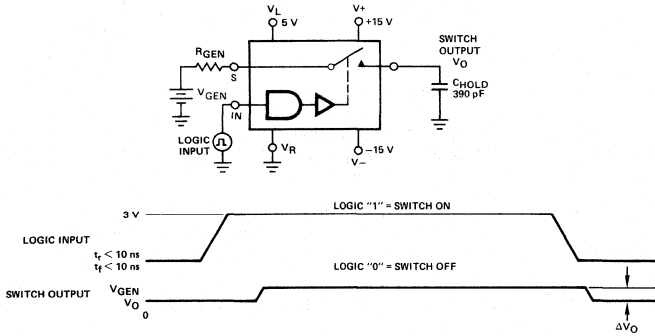 VL
5 V
V+
+15 V
RGEN
S
SWITCH
OUTPUT
VO
CHOLD
390 pF
VGEN
IN
LOGIC
INPUT
VR
V−
−15 V
3 V
LOGIC "1" = SWITCH ON
LOGIC INPUT
tr < 10 ns
tf < 10 ns
LOGIC "0" = SWITCH OFF
SWITCH OUTPUT
VGEN
VO
0
ΔVO